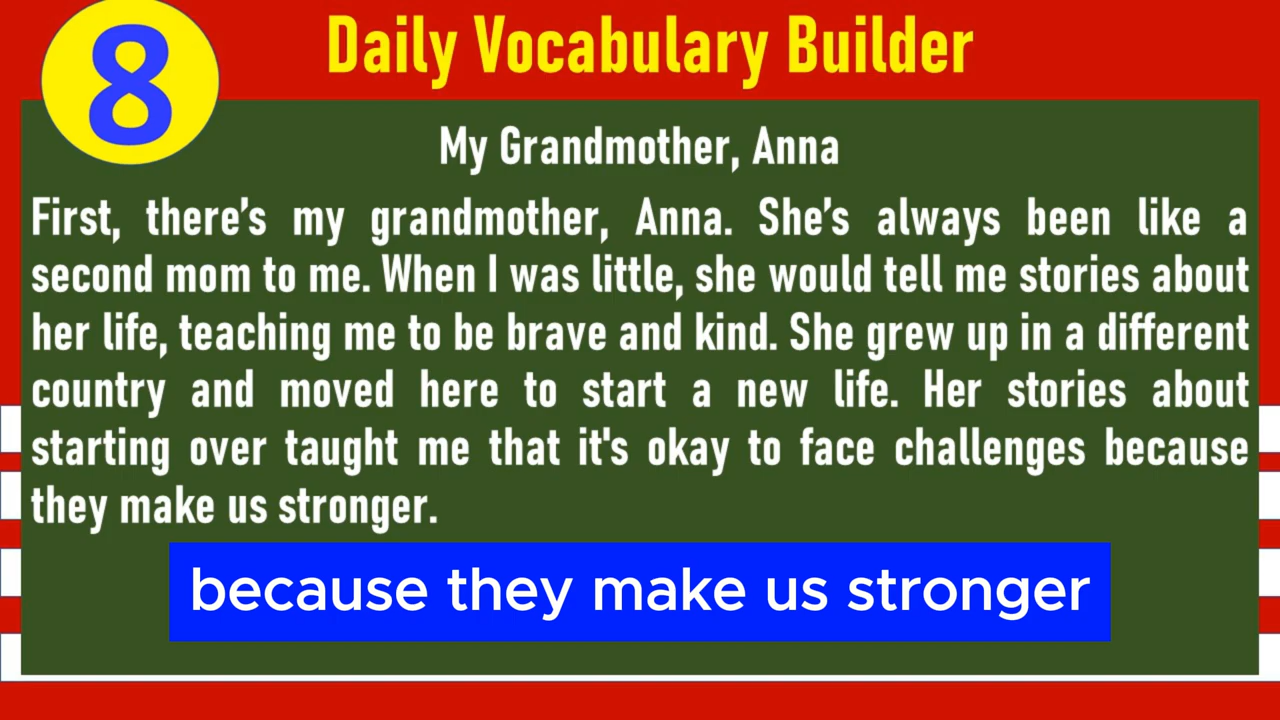 8
Daily Vocabulary Builder
My Grandmother, Anna
First, there’s my grandmother, Anna. She’s always been like a
second mom to me. When I was little, she would tell me stories about
her life, teaching me to be brave and kind. She grew up in a different
country and moved here to start a new life. Her stories about
starting over taught me that it's okay to face challenges because
they make us stronger.
because they make us stronger